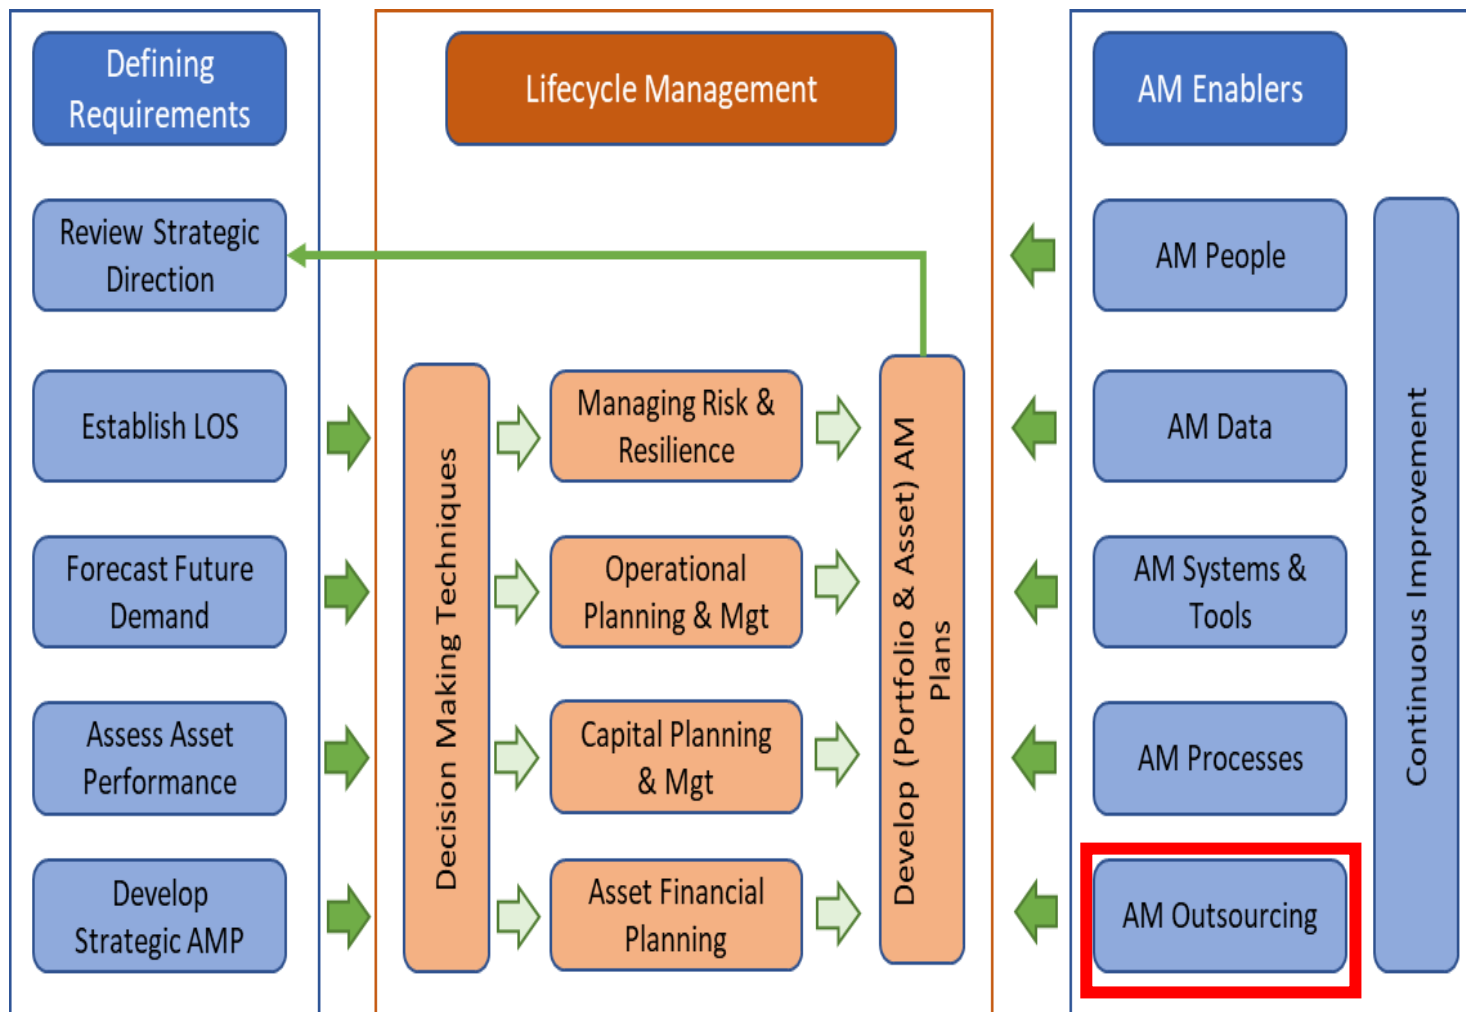 Defining
Requirements
Review Strategic
Direction
Establish LOS
Forecast Future
Demand
Assess Asset
Performance
Develop
Strategic AMP
Lifecycle Management
Decision Making Techniques
Managing Risk &
Resilience
Operational
Planning & Mgt
Capital Planning
& Mgt
Asset Financial
Planning
Develop (Portfolio & Asset) AM
Plans
AM Enablers
AM People
AM Data
AM Systems &
Tools
AM Processes
AM Outsourcing
Continuous Improvement